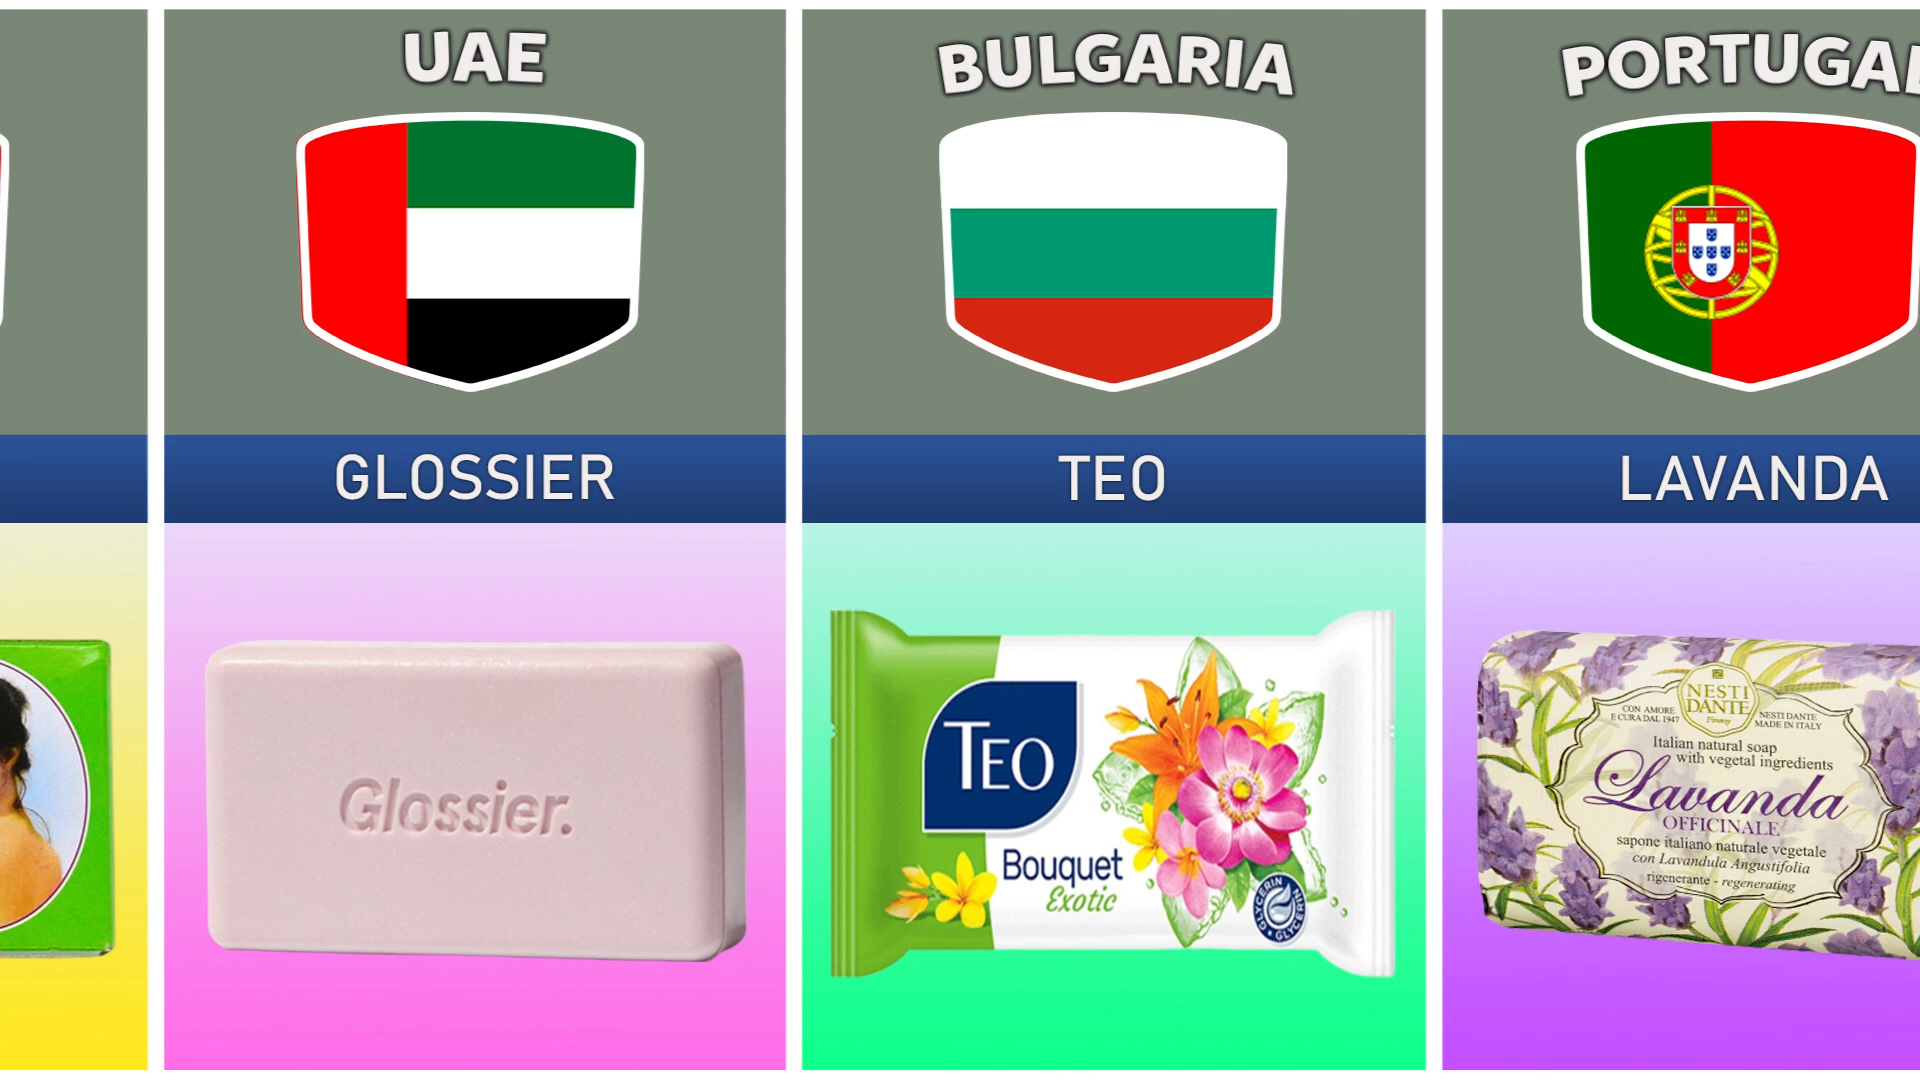 UAE
GLOSSIER
Glossier.
BULGARIA
TEO
TEO
Bouquet
Exotic
GLYCERIN
GLYCERIN
PORTUGAL
LAVANDA
NESTI
DANTE
Firenze
CON AMORE
E CURA DAL 1947
NESTI DANTE
MADE IN ITALY
Italian natural soap
with vegetal ingredients
Lavanda
OFFICINALE
sapone italiano naturale vegetale
con Lavandula Angustifolia
rigenerante - regenerating